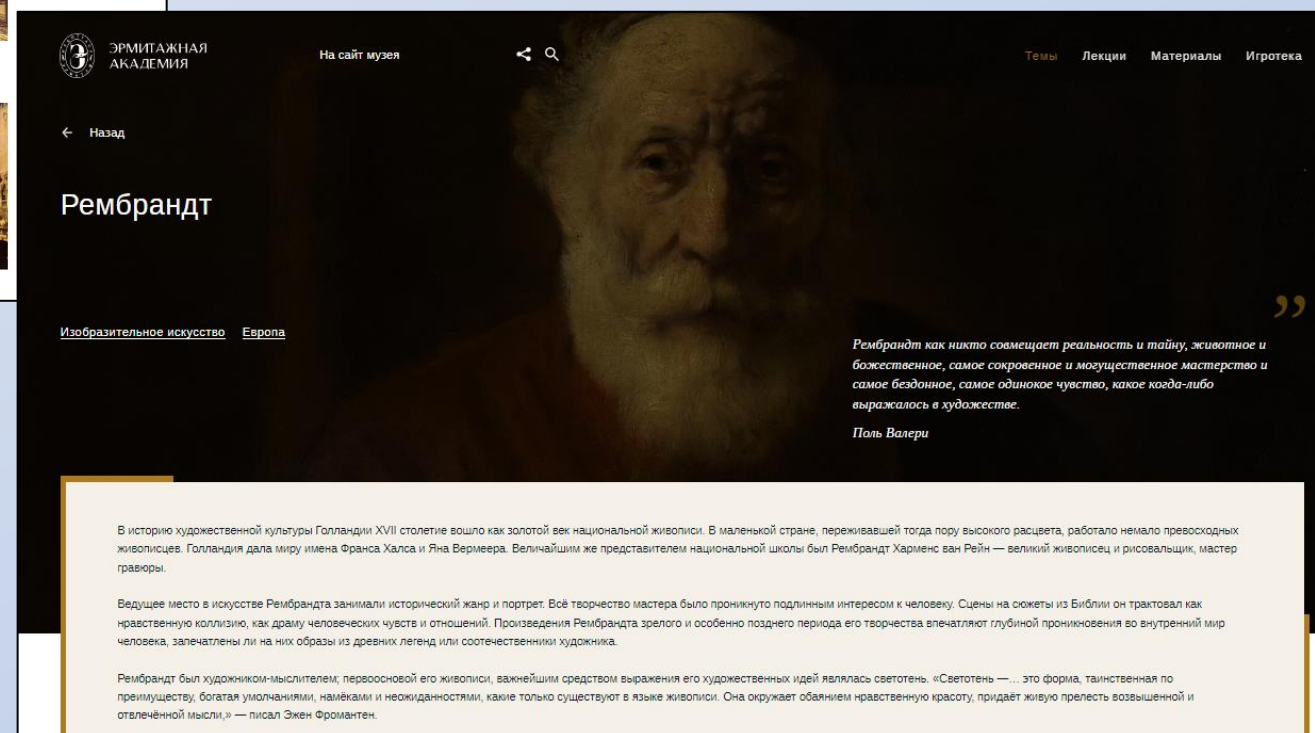 ЭРМИТАЖНАЯ
АКАДЕМИЯ
На сайт музея
Темы Лекции Материалы Игротека
Назад
Рембрандт
Изобразительное искусство Европа
”
Рембрандт как никто совмещает реальность и тайну, животное и
божественное, самое сокровенное и могущественное мастерство и
самое бездонное, самое одинокое чувство, какое когда-либо
выражалось в художестве.
Поль Валери
В историю художественной культуры Голландии XVII столетие вошло как золотой век национальной живописи. В маленькой стране, переживавшей тогда пору высокого расцвета, работало немало превосходных
живописцев. Голландия дала миру имена Франса Халса и Яна Вермеера. Величайшим же представителем национальной школы был Рембрандт Харменс ван Рейн — великий живописец и рисовальщик, мастер
гравюры.
Ведущее место в искусстве Рембрандта занимали исторический жанр и портрет. Всё творчество мастера было проникнуто подлинным интересом к человеку. Сцены на сюжеты из Библии он трактовал как
нравственную коллизию, как драму человеческих чувств и отношений. Произведения Рембрандта зрелого и особенно позднего периода его творчества впечатляют глубиной проникновения во внутренний мир
человека, запечатлены ли на них образы из древних легенд или соотечественники художника.
Рембрандт был художником-мыслителем; первоосновой его живописи, важнейшим средством выражения его художественных идей являлась светотень. «Светотень —… это форма, таинственная по
преимуществу, богатая умолчаниями, намёками и неожиданностями, какие только существуют в языке живописи. Она окружает обаянием нравственную красоту, придаёт живую прелесть возвышенной и
отвлечённой мысли,» — писал Эжен Фромантен.